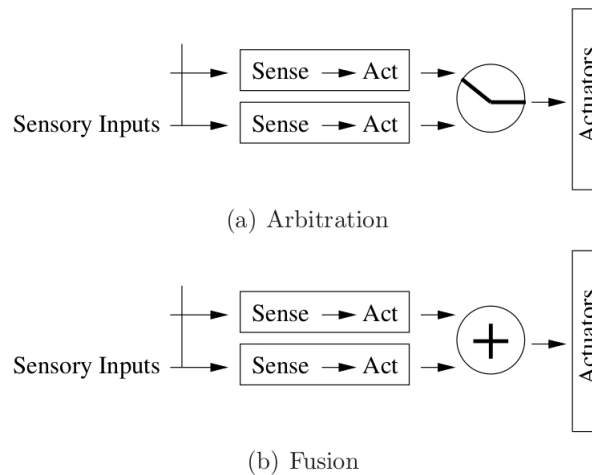 Sense Act
Sensory Inputs
Sense Act
Actuators
(a) Arbitration
Sense Act
Sensory Inputs
Sense Act
Actuators
(b) Fusion